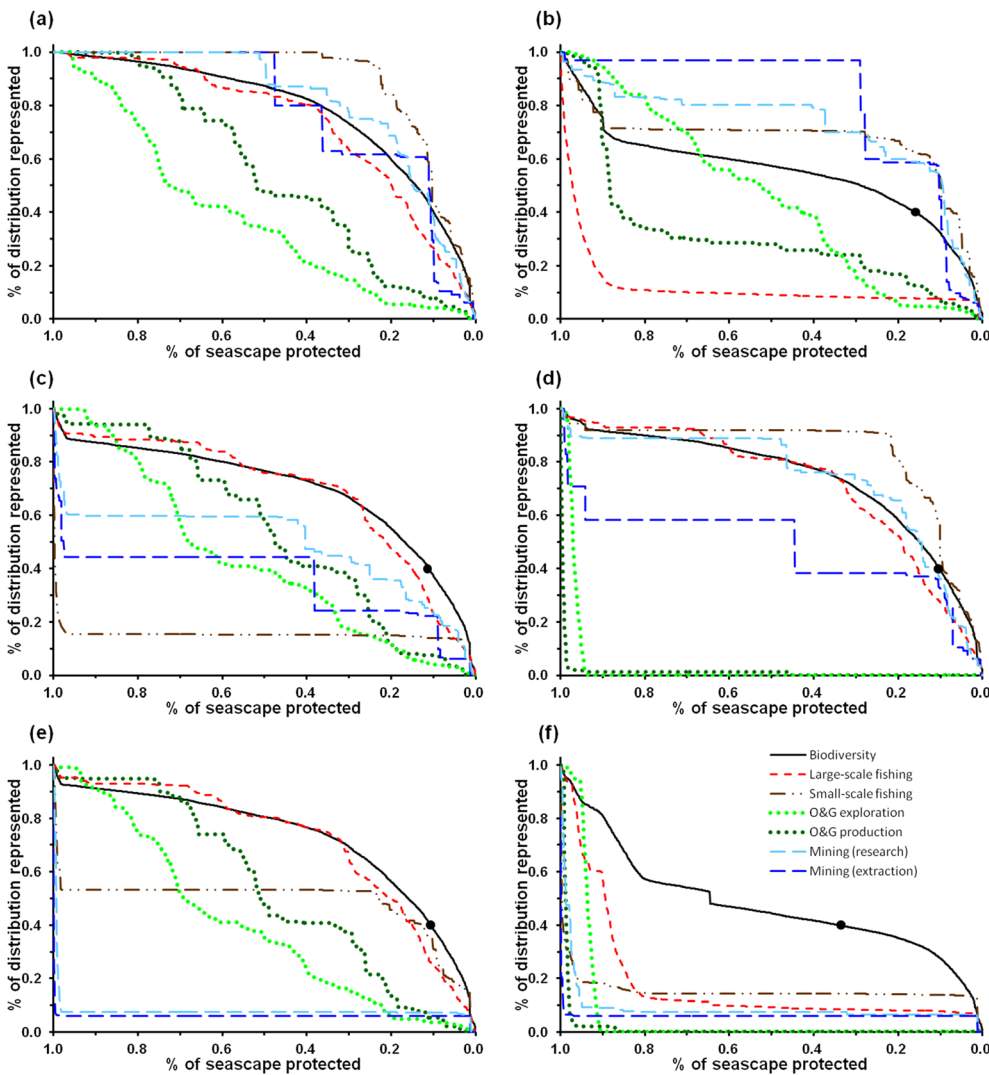 (a)
% of distribution represented
1.0
0.8
0.6
0.4
0.2
0.0
1.0 0.8 0.6 0.4 0.2 0.0
% of seascape protected
(b)
% of distribution represented
1.0
0.8
0.6
0.4
0.2
0.0
1.0 0.8 0.6 0.4 0.2 0.0
% of seascape protected
(c)
% of distribution represented
1.0
0.8
0.6
0.4
0.2
0.0
1.0 0.8 0.6 0.4 0.2 0.0
% of seascape protected
(d)
% of distribution represented
1.0
0.8
0.6
0.4
0.2
0.0
1.0 0.8 0.6 0.4 0.2 0.0
% of seascape protected
(e)
% of distribution represented
1.0
0.8
0.6
0.4
0.2
0.0
1.0 0.8 0.6 0.4 0.2 0.0
% of seascape protected
(f)
% of distribution represented
1.0
0.8
0.6
0.4
0.2
0.0
1.0 0.8 0.6 0.4 0.2 0.0
% of seascape protected
Biodiversity
Large-scale fishing
Small-scale fishing
O&G exploration
O&G production
Mining (research)
Mining (extraction)